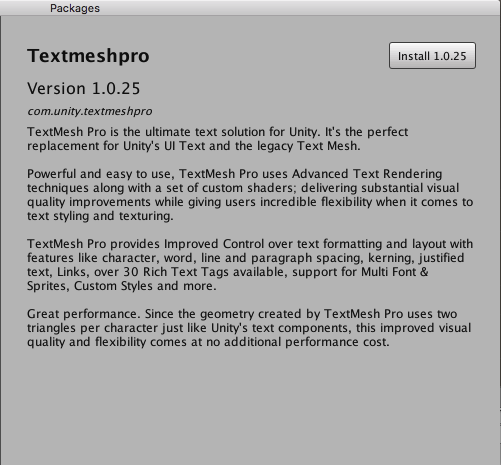 Packages
Textmeshpro
Install 1.0.25
Version 1.0.25
com.unity.textmeshpro
TextMesh Pro is the ultimate text solution for Unity. It's the perfect
replacement for Unity's UI Text and the legacy Text Mesh.
Powerful and easy to use, TextMesh Pro uses Advanced Text Rendering
techniques along with a set of custom shaders; delivering substantial visual
quality improvements while giving users incredible flexibility when it comes to
text styling and texturing.
TextMesh Pro provides Improved Control over text formatting and layout with
features like character, word, line and paragraph spacing, kerning, justified
text, Links, over 30 Rich Text Tags available, support for Multi Font &
Sprites, Custom Styles and more.
Great performance. Since the geometry created by TextMesh Pro uses two
triangles per character just like Unity's text components, this improved visual
quality and flexibility comes at no additional performance cost.